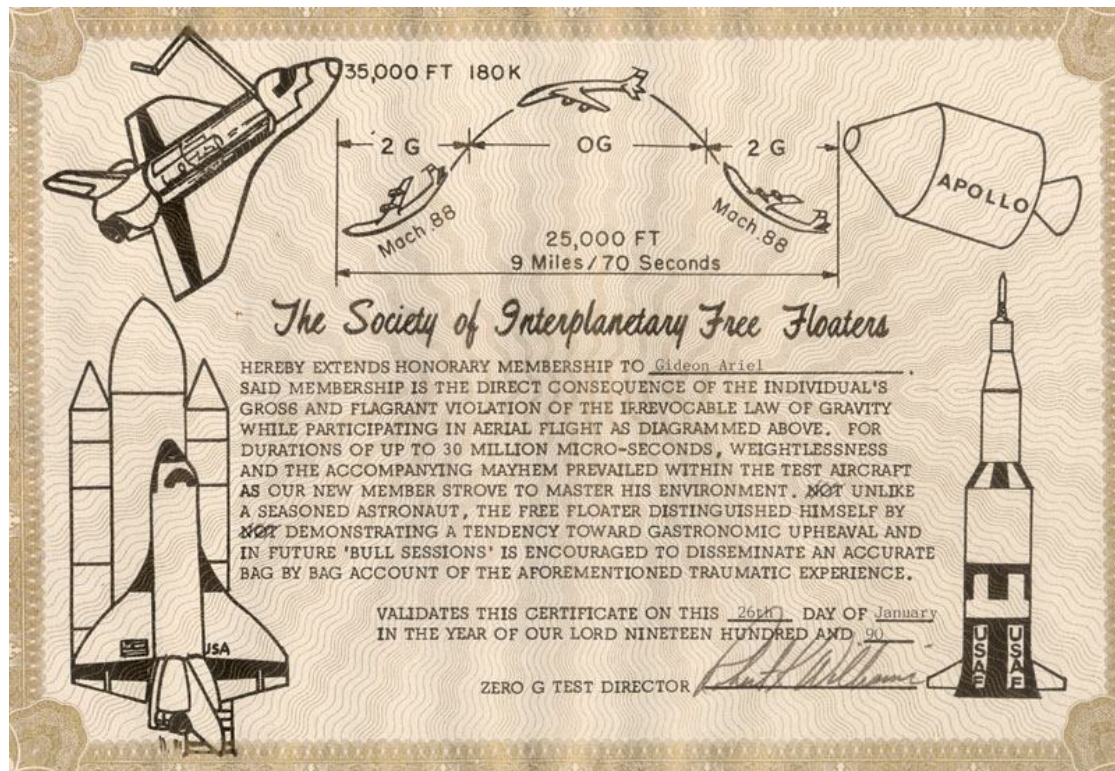 35,000 FT 180K
2 G
OG
2 G
Mach .88
Mach .88
25,000 FT
9 Miles/70 Seconds
APOLLO
The Society of Interplanetary Free Floaters
HEREBY EXTENDS HONORARY MEMBERSHIP TO Gideon Ariel.
SAID MEMBERSHIP IS THE DIRECT CONSEQUENCE OF THE INDIVIDUAL'S
GROSS AND FLAGRANT VIOLATION OF THE IRREVOCABLE LAW OF GRAVITY
WHILE PARTICIPATING IN AERIAL FLIGHT AS DIAGRAMMED ABOVE. FOR
DURATIONS OF UP TO 30 MILLION MICRO-SECONDS, WEIGHTLESSNESS
AND THE ACCOMPANYING MAYHEM PREVAILED WITHIN THE TEST AIRCRAFT
AS OUR NEW MEMBER STROVE TO MASTER HIS ENVIRONMENT. NOT UNLIKE
A SEASONED ASTRONAUT, THE FREE FLOATER DISTINGUISHED HIMSELF BY
NOT DEMONSTRATING A TENDENCY TOWARD GASTRONOMIC UPHEAVAL AND
IN FUTURE 'BULL SESSIONS' IS ENCOURAGED TO DISSEMINATE AN ACCURATE
BAG BY BAG ACCOUNT OF THE AFOREMENTIONED TRAUMATIC EXPERIENCE.
VALIDATES THIS CERTIFICATE ON THIS 26th DAY OF January
IN THE YEAR OF OUR LORD NINETEEN HUNDRED AND 90
ZERO G TEST DIRECTOR Williams
USA
USAF
USAF